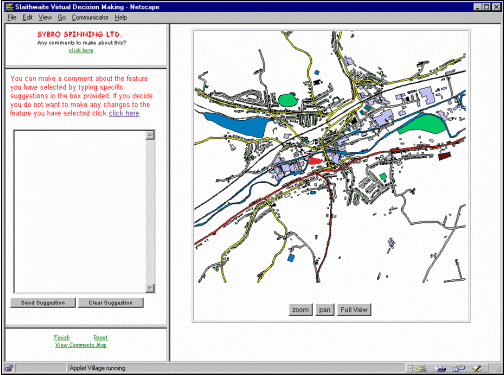 Slaithwaite Virtual Decision Making - Netscape
File Edit View Go Communicator Help
SYBRO SPINNING LTD.
Any comments to make about this?
click here
You can make a comment about the feature
you have selected by typing specific
suggestions in the box provided. If you decide
you do not want to make any changes to the
feature you have selected click click here.
Send Suggestion Clear Suggestion
zoom pan Full View
Finish Reset
View Comments Map
Applet Village running